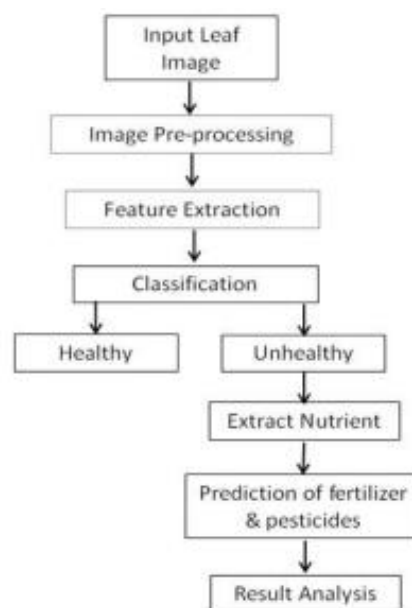 Input Leaf
Image
Image Pre-processing
Feature Extraction
Classification
Healthy
Unhealthy
Extract Nutrient
Prediction of fertilizer
& pesticides
Result Analysis